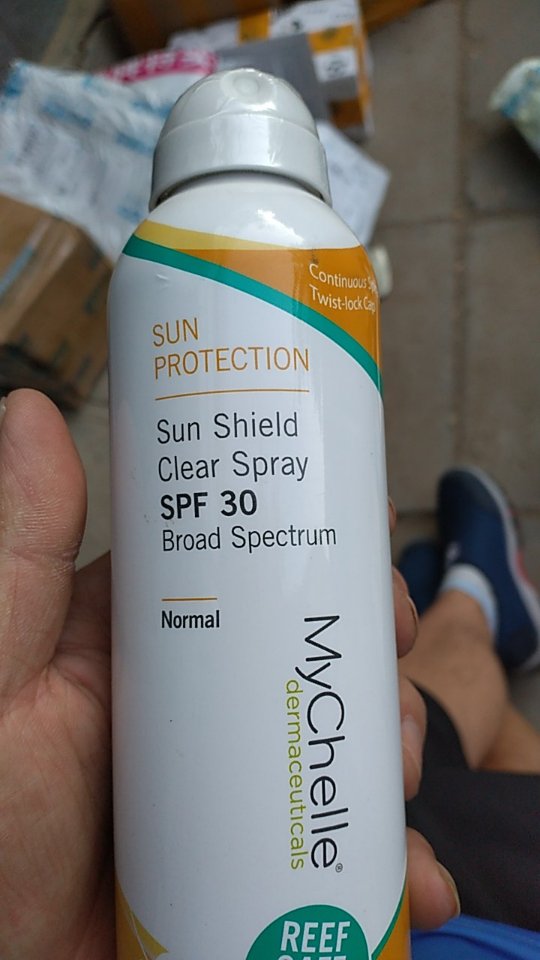 Continuous
Twist-lock Cap
SUN
PROTECTION
Sun Shield
Clear Spray
SPF 30
Broad Spectrum
Normal
MyChelle®
dermaceuticals
REEF